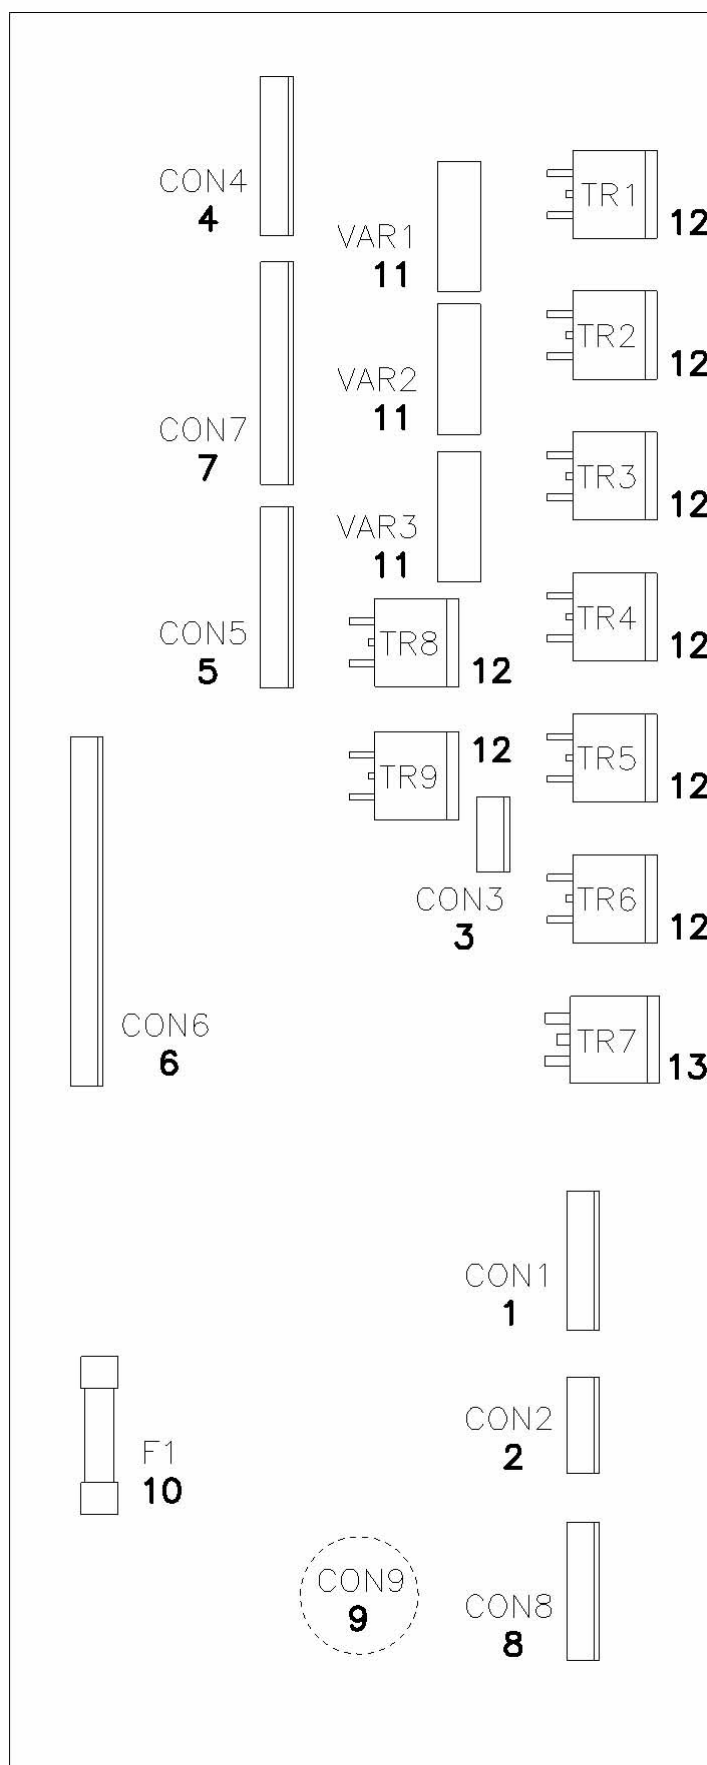 CON4
4
TR1
12
VAR1
11
TR2
12
VAR2
11
CON7
7
TR3
12
VAR3
11
TR4
12
CON5
5
TR8
12
TR5
12
TR9
12
CON3
3
TR6
12
CON6
6
TR7
13
CON1
1
CON2
2
F1
10
CON9
9
CON8
8